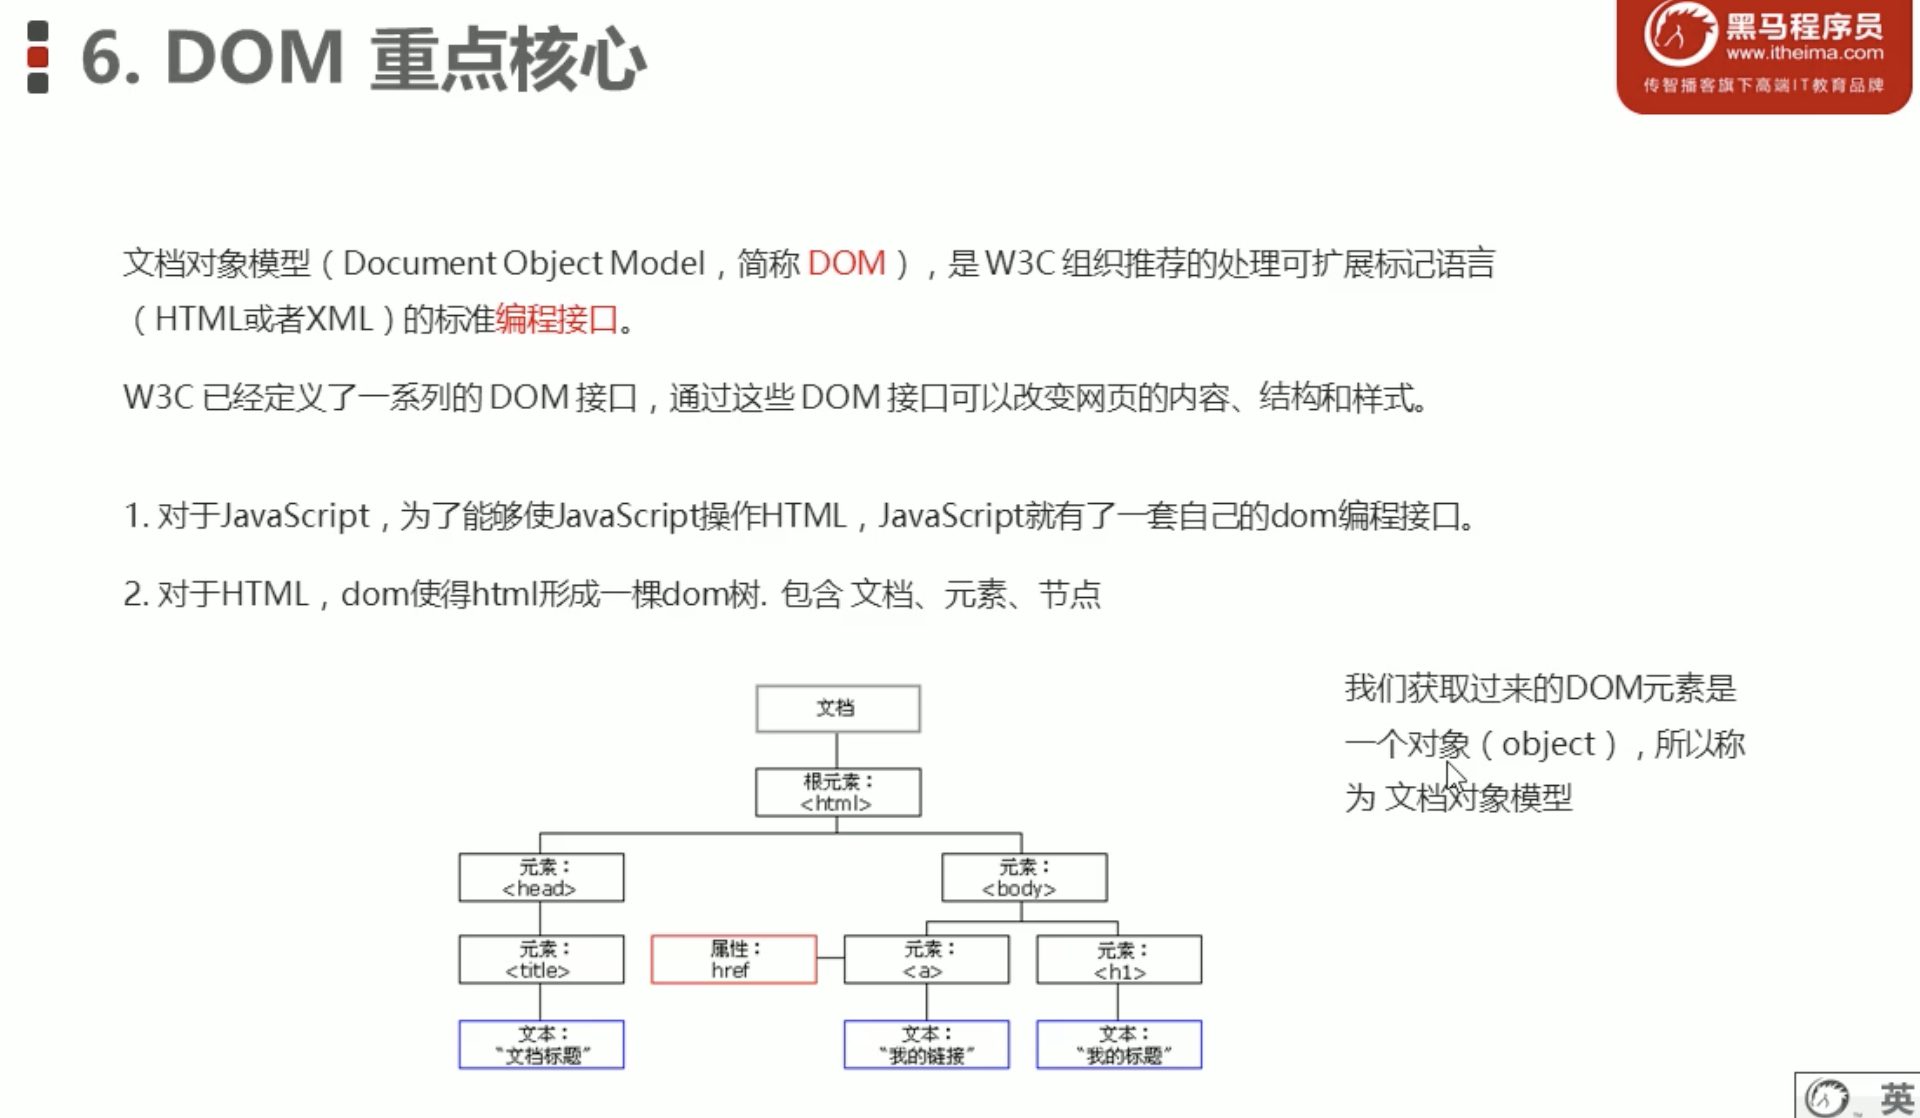 6. DOM 重点核心
黑马程序员
www.itheima.com
传智播客旗下高端IT教育品牌
文档对象模型（Document Object Model，简称 DOM），是 W3C 组织推荐的处理可扩展标记语言
（HTML或者XML）的标准编程接口。
W3C 已经定义了一系列的 DOM 接口，通过这些 DOM 接口可以改变网页的内容、结构和样式。
1. 对于JavaScript，为了能够使JavaScript操作HTML，JavaScript就有了一套自己的dom编程接口。
2. 对于HTML，dom使得html形成一棵dom树. 包含 文档、元素、节点
我们获取过来的DOM元素是
一个对象（object），所以称
为 文档对象模型
文档
根元素：
<html>
元素：
<head>
元素：
<body>
元素：
<title>
属性：
href
元素：
<a>
元素：
<h1>
文本：
“文档标题”
文本：
“我的链接”
文本：
“我的标题”
英